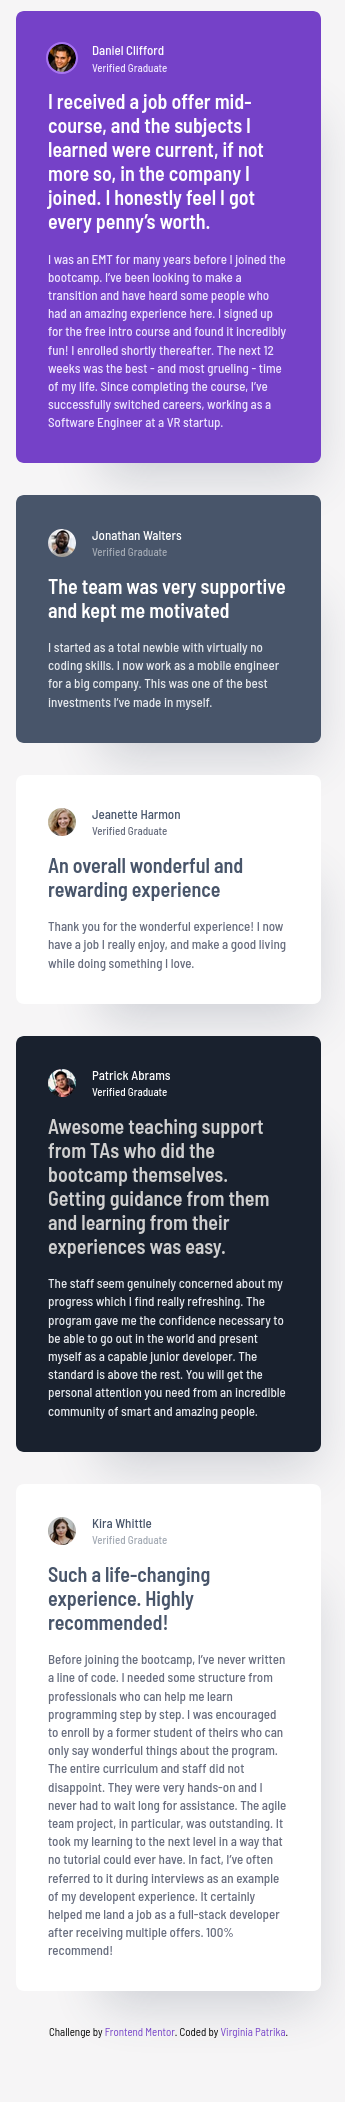 Daniel Clifford
Verified Graduate
I received a job offer mid-
course, and the subjects I
learned were current, if not
more so, in the company I
joined. I honestly feel I got
every penny’s worth.
I was an EMT for many years before I joined the
bootcamp. I’ve been looking to make a
transition and have heard some people who
had an amazing experience here. I signed up
for the free intro course and found it incredibly
fun! I enrolled shortly thereafter. The next 12
weeks was the best - and most grueling - time
of my life. Since completing the course, I’ve
successfully switched careers, working as a
Software Engineer at a VR startup.
Jonathan Walters
Verified Graduate
The team was very supportive
and kept me motivated
I started as a total newbie with virtually no
coding skills. I now work as a mobile engineer
for a big company. This was one of the best
investments I’ve made in myself.
Jeanette Harmon
Verified Graduate
An overall wonderful and
rewarding experience
Thank you for the wonderful experience! I now
have a job I really enjoy, and make a good living
while doing something I love.
Patrick Abrams
Verified Graduate
Awesome teaching support
from TAs who did the
bootcamp themselves.
Getting guidance from them
and learning from their
experiences was easy.
The staff seem genuinely concerned about my
progress which I find really refreshing. The
program gave me the confidence necessary to
be able to go out in the world and present
myself as a capable junior developer. The
standard is above the rest. You will get the
personal attention you need from an incredible
community of smart and amazing people.
Kira Whittle
Verified Graduate
Such a life-changing
experience. Highly
recommended!
Before joining the bootcamp, I’ve never written
a line of code. I needed some structure from
professionals who can help me learn
programming step by step. I was encouraged
to enroll by a former student of theirs who can
only say wonderful things about the program.
The entire curriculum and staff did not
disappoint. They were very hands-on and I
never had to wait long for assistance. The agile
team project, in particular, was outstanding. It
took my learning to the next level in a way that
no tutorial could ever have. In fact, I’ve often
referred to it during interviews as an example
of my developent experience. It certainly
helped me land a job as a full-stack developer
after receiving multiple offers. 100%
recommend!
Challenge by Frontend Mentor. Coded by Virginia Patrika.